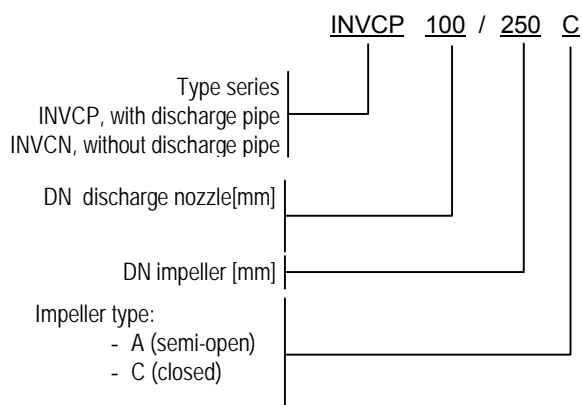 INVCP 100 / 250 C
Type series
INVCP, with discharge pipe
INVCN, without discharge pipe
DN discharge nozzle[mm]
DN impeller [mm]
Impeller type:
- A (semi-open)
- C (closed)